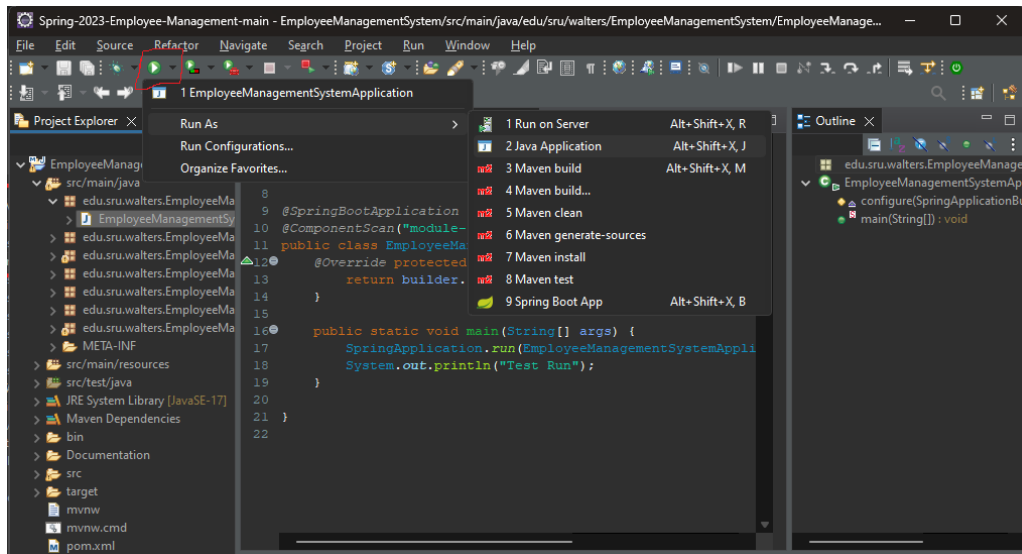 Spring-2023-Employee-Management-main - EmployeeManagementSystem/src/main/java/edu/sru/walters/EmployeeManagementSystem/EmployeeManage...
File Edit Source Refactor Navigate Search Project Run Window Help
1 EmployeeManagementSystemApplication
Run As
Run Configurations...
Organize Favorites...
1 Run on Server Alt+Shift+X, R
2 Java Application Alt+Shift+X, J
3 Maven build Alt+Shift+X, M
4 Maven build...
5 Maven clean
6 Maven generate-sources
7 Maven install
8 Maven test
9 Spring Boot App Alt+Shift+X, B
Project Explorer
EmployeeManag
src/main/java
edu.sru.walters.EmployeeMa
EmployeeManagementSy
edu.sru.walters.EmployeeMa
edu.sru.walters.EmployeeMa
edu.sru.walters.EmployeeMa
edu.sru.walters.EmployeeMa
edu.sru.walters.EmployeeMa
edu.sru.walters.EmployeeMa
META-INF
src/main/resources
src/test/java
JRE System Library [JavaSE-17]
Maven Dependencies
bin
Documentation
src
target
mvnw
mvnw.cmd
pom.xml
8
9 @SpringBootApplication
10 @ComponentScan("module-
11 public class EmployeeMa
12 @Override protected
13 return builder.
14 }
15
16 public static void main(String[] args) {
17 SpringApplication.run(EmployeeManagementSystemAppli
18 System.out.println("Test Run");
19 }
20
21 }
22
Outline
edu.sru.walters.EmployeeManage
EmployeeManagementSystemAp
configure(SpringApplicationBu
main(String[]) : void